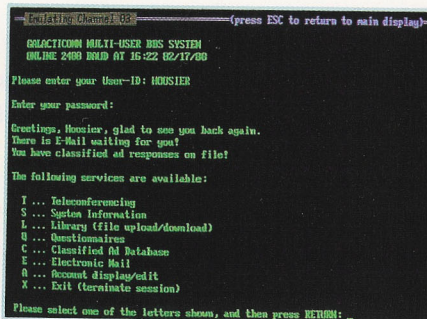 Emulating Channel 03 (press ESC to return to main display)
GALACTICOMM MULTI-USER BBS SYSTEM
ONLINE 2400 BAUD AT 16:22 02/17/88
Please enter your User-ID: HOOSIER
Enter your password:
Greetings, Hoosier, glad to see you back again.
There is E-Mail waiting for you!
You have classified ad responses on file!
The following services are available:
T ... Teleconferencing
S ... System Information
L ... Library (file upload/download)
Q ... Questionnaires
C ... Classified Ad Database
E ... Electronic Mail
A ... Account display/edit
X ... Exit (terminate session)
Please select one of the letters shown, and then press RETURN: _